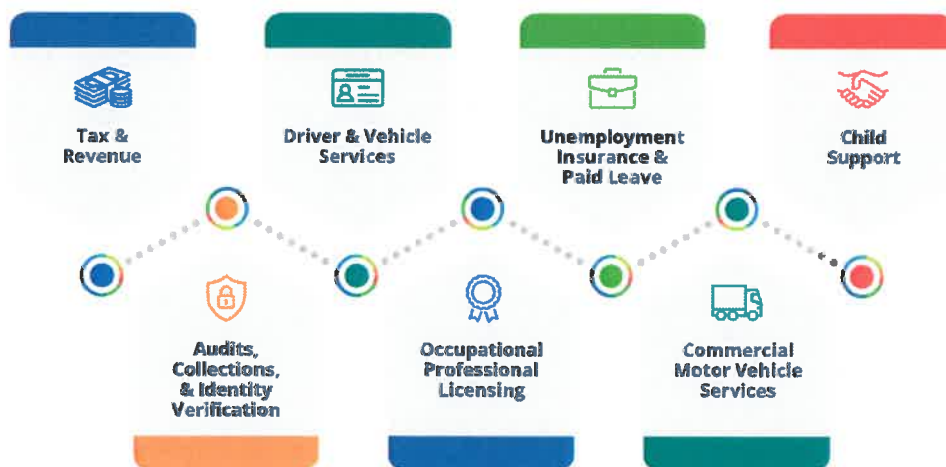 Tax &
Revenue
Driver & Vehicle
Services
Unemployment
Insurance &
Paid Leave
Child
Support
Audits,
Collections,
& Identity
Verification
Occupational
Professional
Licensing
Commercial
Motor Vehicle
Services